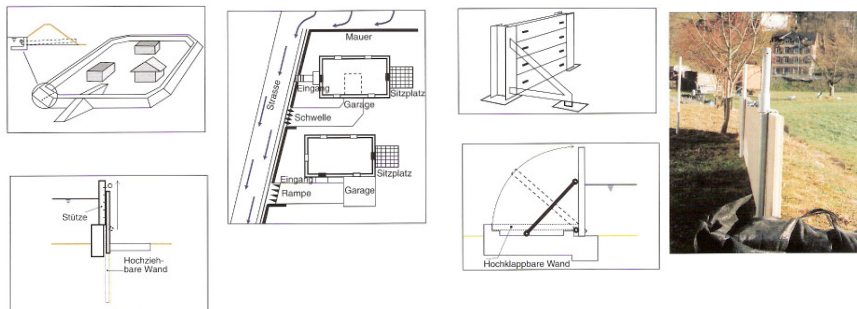 Mauer
Strasse
Eingang
Sitzplatz
Garage
Schwelle
Sitzplatz
Eingang
Rampe
Garage
Stütze
Hochzieh-
bare Wand
Hochklappbare Wand